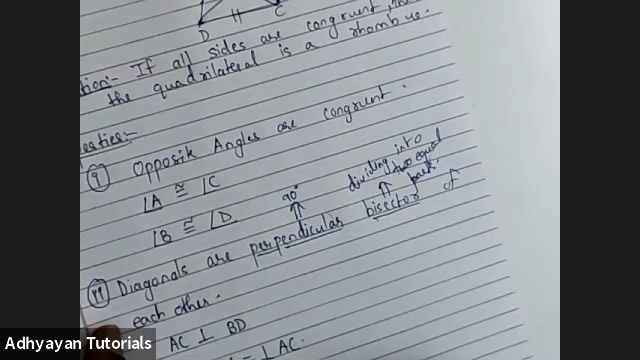 D
C
tion:- If all sides are congruent, the
the quadrilateral is a rhombus.
erties:-
(i) Opposite Angles are congruent.
∠A ≅ ∠C
∠B ≅ ∠D
90°
dividing into
two equal
part.
(ii) Diagonals are perpendicular bisector of
each other.
AC ⊥ BD
= ⊥ AC.
Adhyayan Tutorials